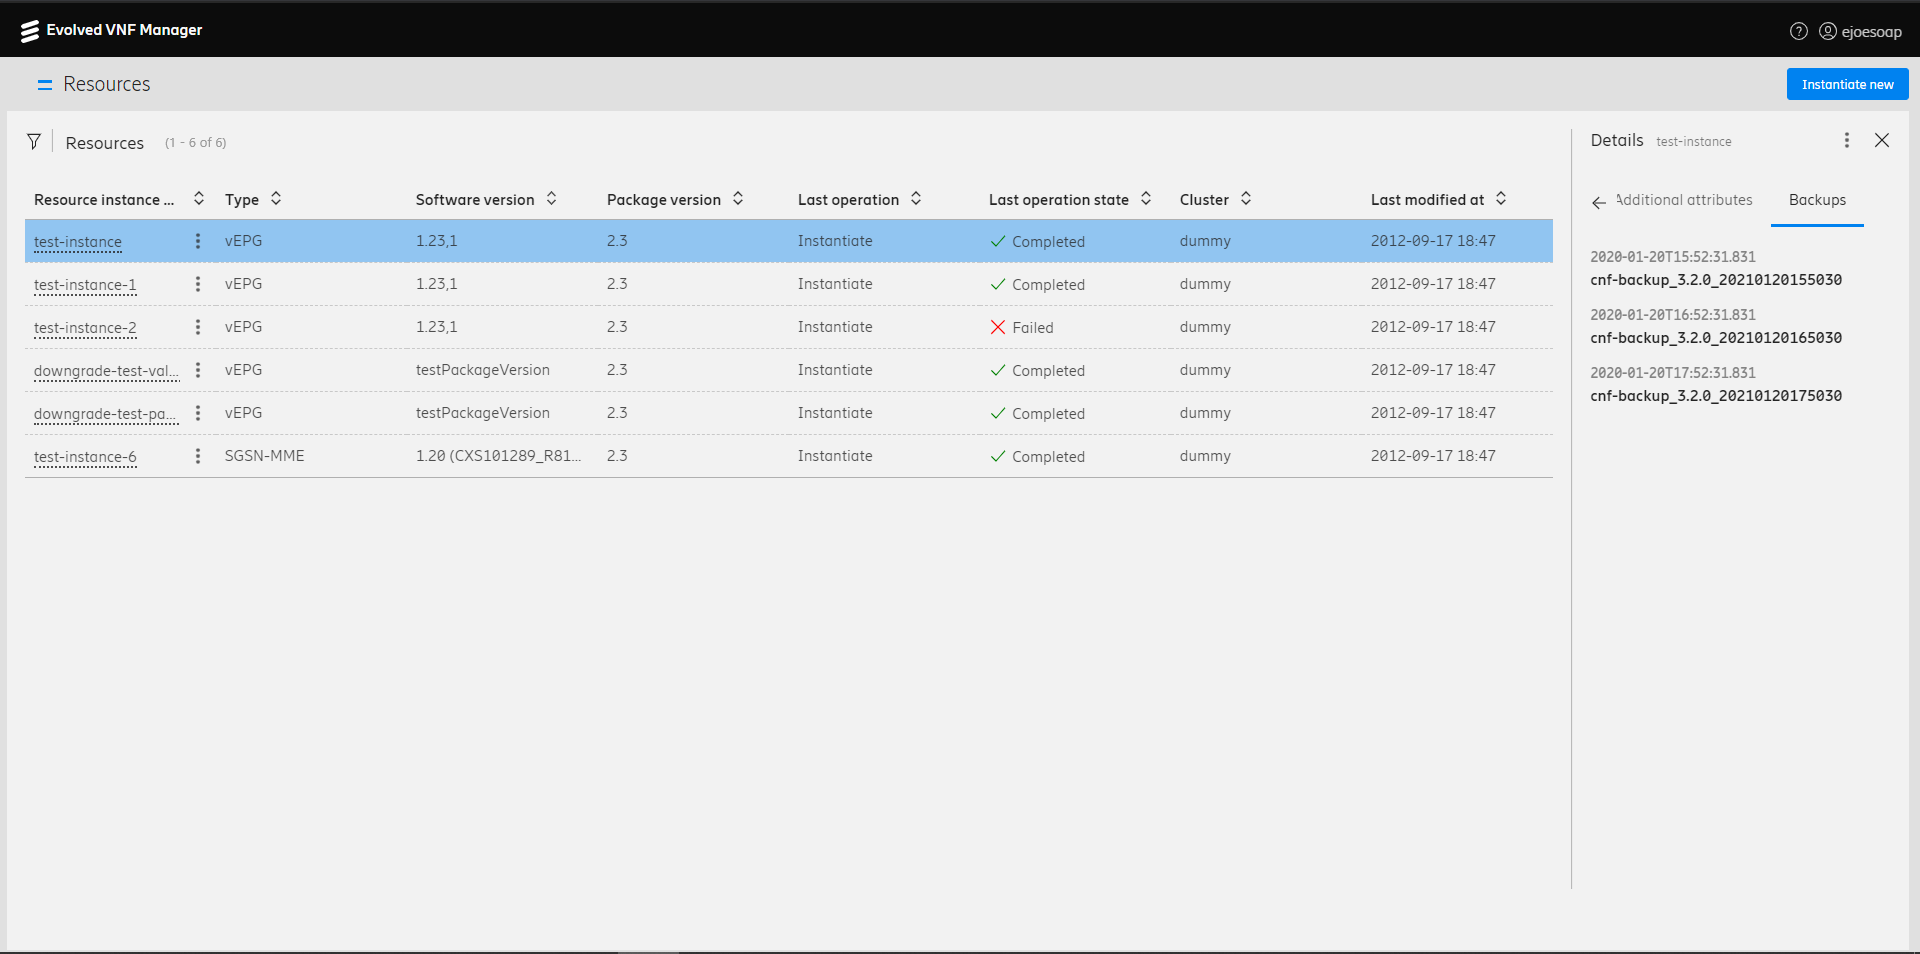 Evolved VNF Manager
ejoesoap
Resources
Instantiate new
Resources (1 - 6 of 6)
Resource instance ... Type Software version Package version Last operation Last operation state Cluster Last modified at
test-instance vEPG 1.23,1 2.3 Instantiate Completed dummy 2012-09-17 18:47
test-instance-1 vEPG 1.23,1 2.3 Instantiate Completed dummy 2012-09-17 18:47
test-instance-2 vEPG 1.23,1 2.3 Instantiate Failed dummy 2012-09-17 18:47
downgrade-test-val... vEPG testPackageVersion 2.3 Instantiate Completed dummy 2012-09-17 18:47
downgrade-test-pa... vEPG testPackageVersion 2.3 Instantiate Completed dummy 2012-09-17 18:47
test-instance-6 SGSN-MME 1.20 (CXS101289_R81... 2.3 Instantiate Completed dummy 2012-09-17 18:47
Details test-instance
Additional attributes Backups
2020-01-20T15:52:31.831
cnf-backup_3.2.0_20210120155030
2020-01-20T16:52:31.831
cnf-backup_3.2.0_20210120165030
2020-01-20T17:52:31.831
cnf-backup_3.2.0_20210120175030